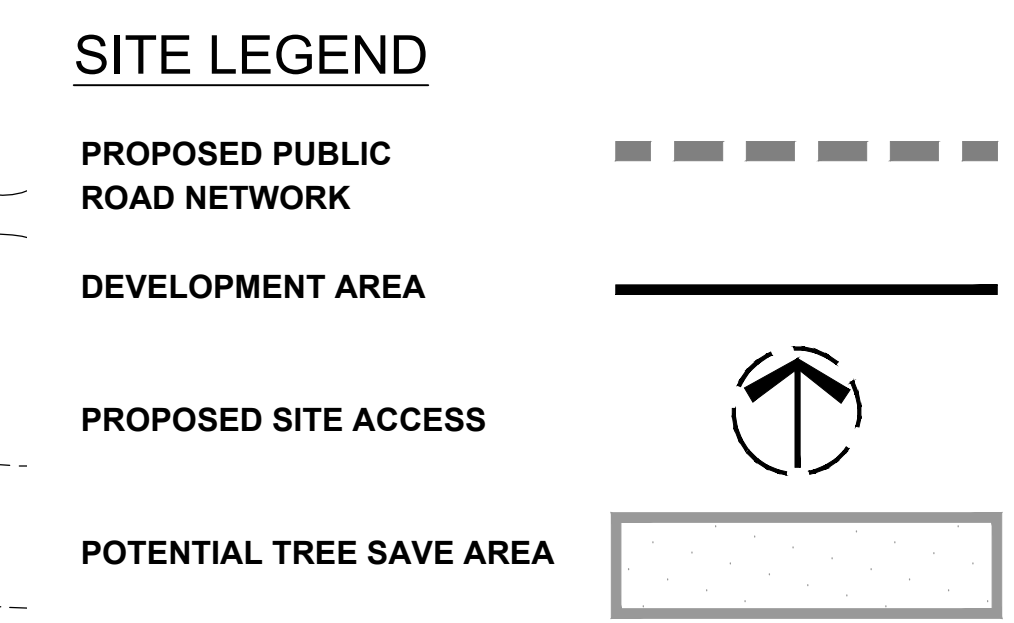 SITE LEGEND
PROPOSED PUBLIC
ROAD NETWORK
DEVELOPMENT AREA
PROPOSED SITE ACCESS
POTENTIAL TREE SAVE AREA